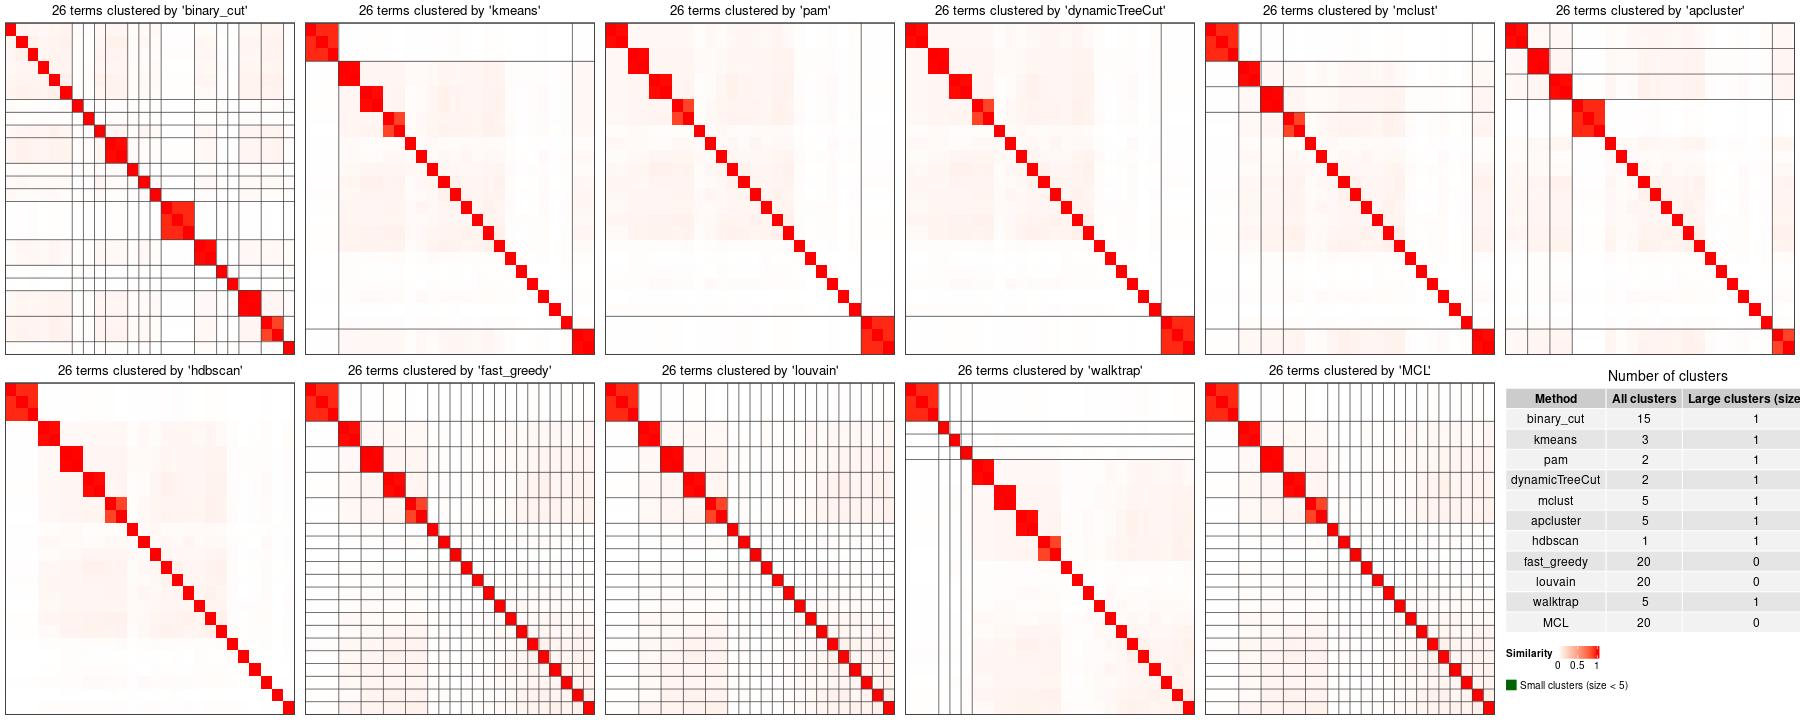 26 terms clustered by 'binary_cut'
26 terms clustered by 'kmeans'
26 terms clustered by 'pam'
26 terms clustered by 'dynamicTreeCut'
26 terms clustered by 'mclust'
26 terms clustered by 'apcluster'
26 terms clustered by 'hdbscan'
26 terms clustered by 'fast_greedy'
26 terms clustered by 'louvain'
26 terms clustered by 'walktrap'
26 terms clustered by 'MCL'
Number of clusters
Method All clusters Large clusters (size
binary_cut 15 1
kmeans 3 1
pam 2 1
dynamicTreeCut 2 1
mclust 5 1
apcluster 5 1
hdbscan 1 1
fast_greedy 20 0
louvain 20 0
walktrap 5 1
MCL 20 0
Similarity
0 0.5 1
Small clusters (size < 5)